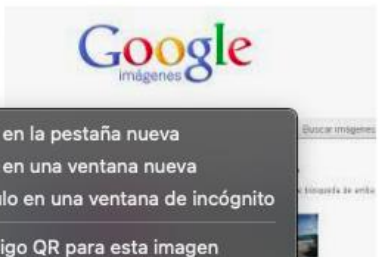 Google
imágenes
en la pestaña nueva
Buscar imágenes
en una ventana nueva
lo en una ventana de incógnito
igo QR para esta imagen